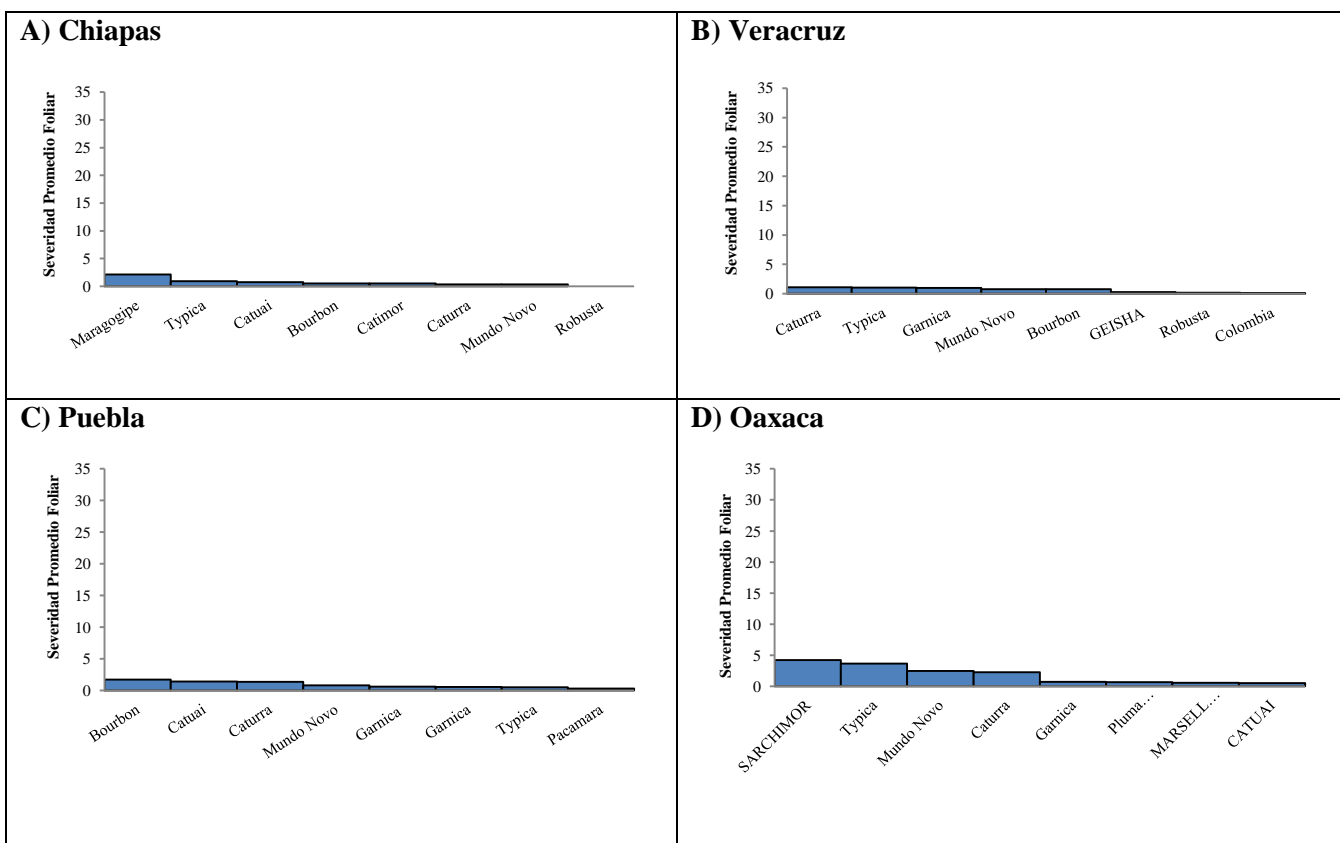 A) Chiapas
Severidad Promedio Foliar
35
30
25
20
15
10
5
0
Maragogipe
Typica
Catuai
Bourbon
Catimor
Caturra
Mundo Novo
Robusta
B) Veracruz
Severidad Promedio Foliar
35
30
25
20
15
10
5
0
Caturra
Typica
Garnica
Mundo Novo
Bourbon
GEISHA
Robusta
Colombia
C) Puebla
Severidad Promedio Foliar
35
30
25
20
15
10
5
0
Bourbon
Catuai
Caturra
Mundo Novo
Garnica
Garnica
Typica
Pacamara
D) Oaxaca
Severidad Promedio Foliar
35
30
25
20
15
10
5
0
SARCHIMOR
Typica
Mundo Novo
Caturra
Garnica
Pluma…
MARSELL…
CATUAI